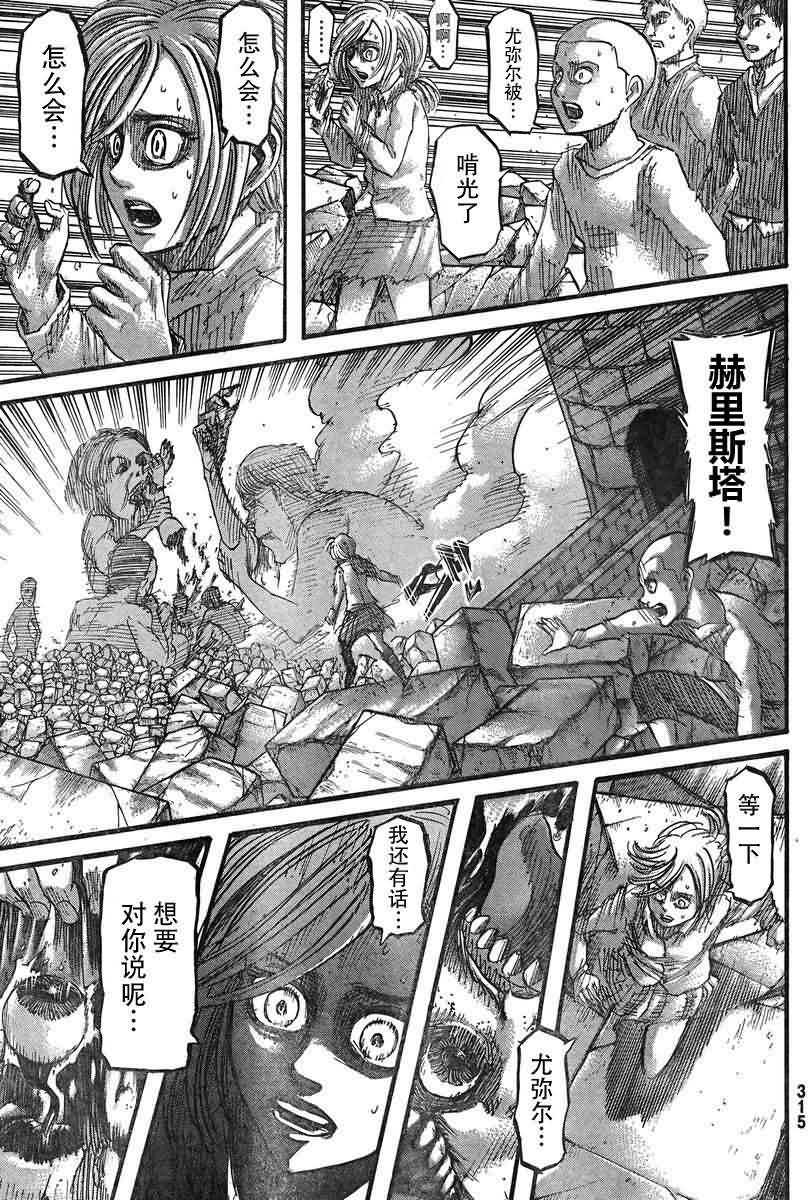 尤弥尔被…
啃光了
啊啊…
…
…
怎么会…
怎么会…
赫里斯塔！
等一下
尤弥尔…
我还有话…
想要
对你说呢…
315